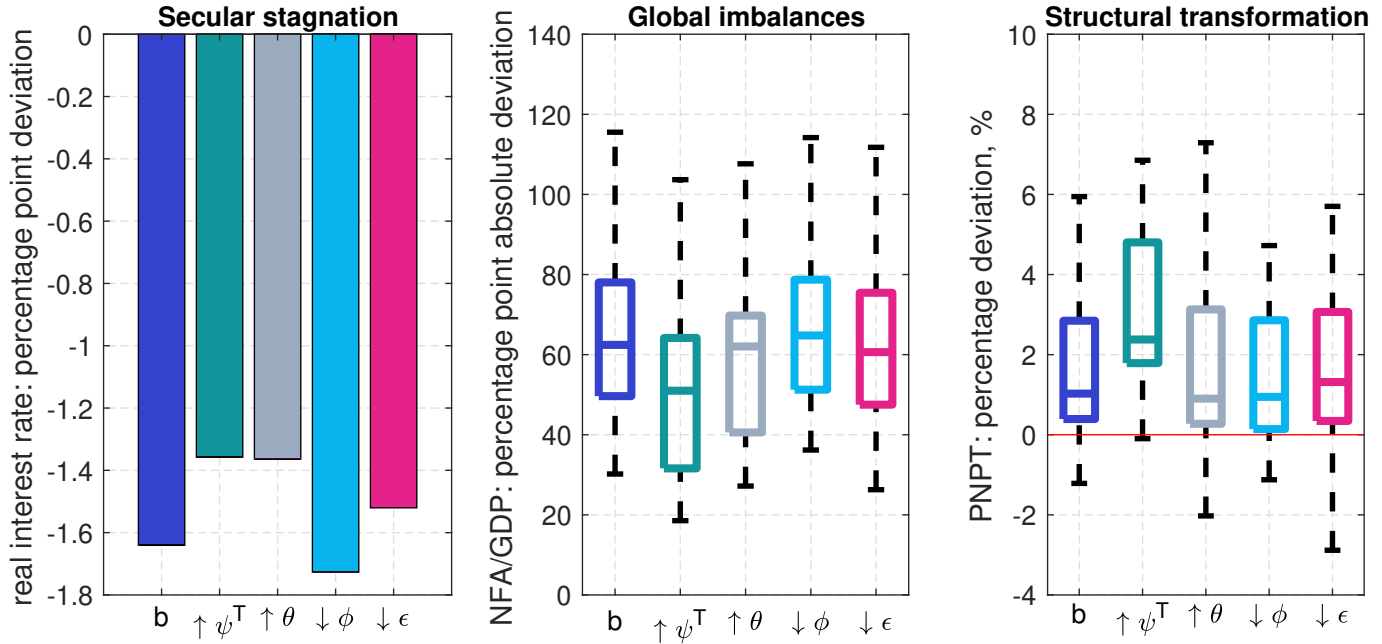 Secular stagnation
real interest rate: percentage point deviation
0
-0.2
-0.4
-0.6
-0.8
-1
-1.2
-1.4
-1.6
-1.8
b
↑ ψᵀ
↑ θ
↓ ϕ
↓ ϵ
Global imbalances
NFA/GDP: percentage point absolute deviation
140
120
100
80
60
40
20
0
b
↑ ψᵀ
↑ θ
↓ ϕ
↓ ϵ
Structural transformation
PNPT: percentage deviation, %
10
8
6
4
2
0
-2
-4
b
↑ ψᵀ
↑ θ
↓ ϕ
↓ ϵ